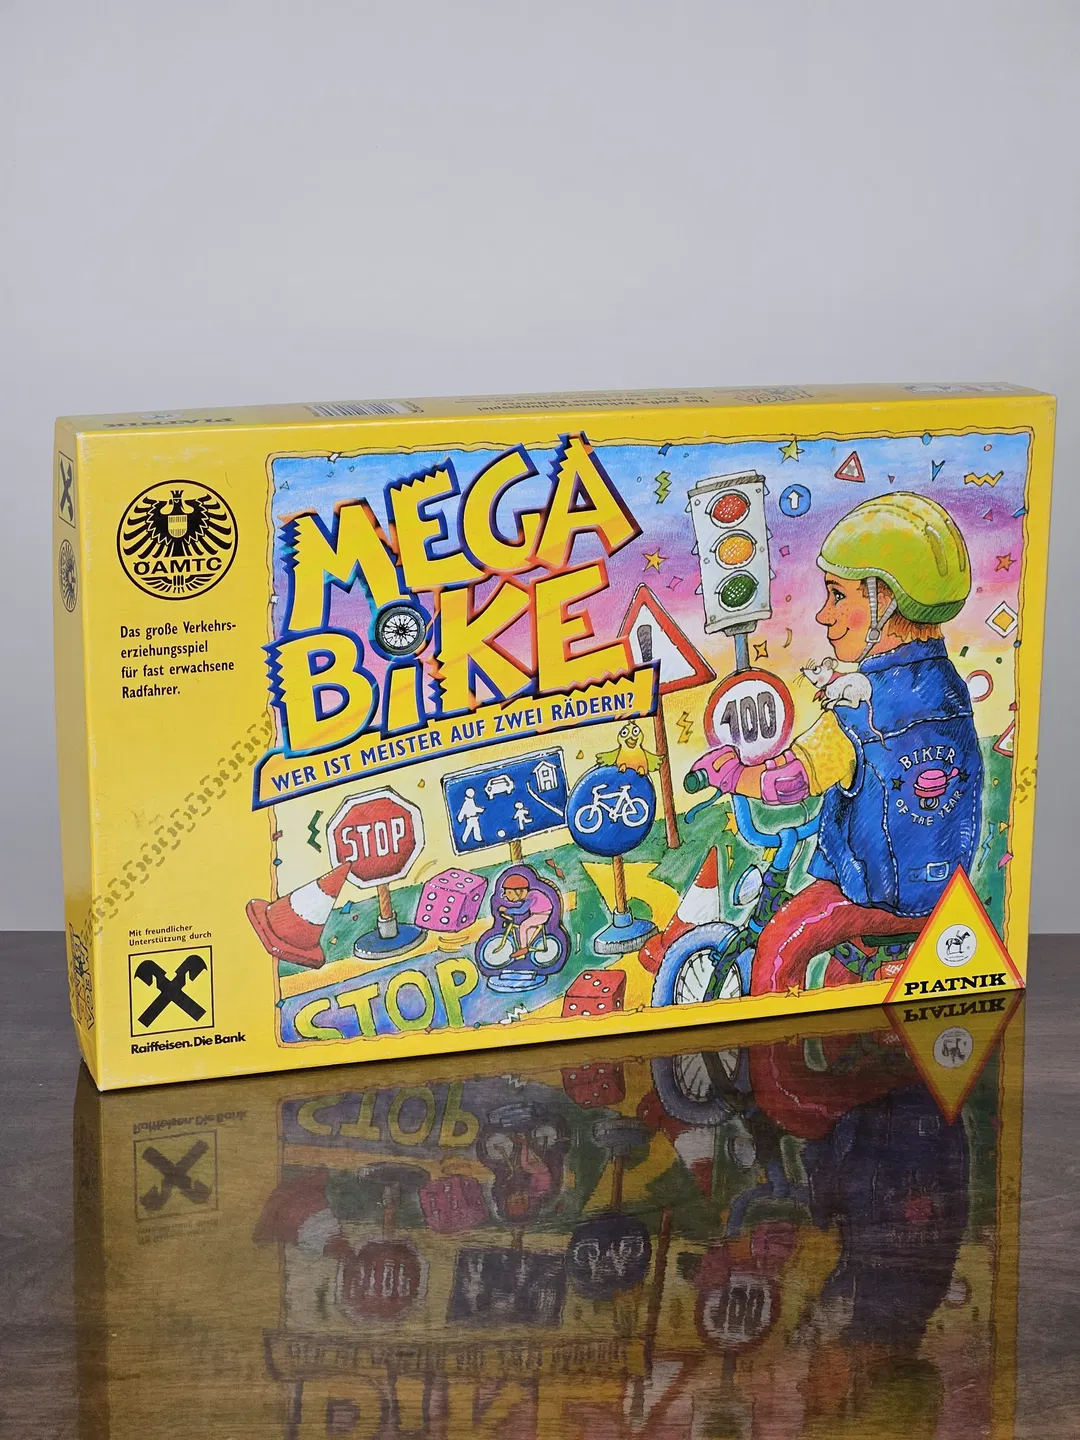 PIATNIK
ÖAMTC
Das große Verkehrs-
erziehungsspiel
für fast erwachsene
Radfahrer.
MEGA
BiKE
WER IST MEISTER AUF ZWEI RÄDERN?
100
BIKER
OF THE YEAR
STOP
STOP
Mit freundlicher
Unterstützung durch
Raiffeisen. Die Bank
PIATNIK